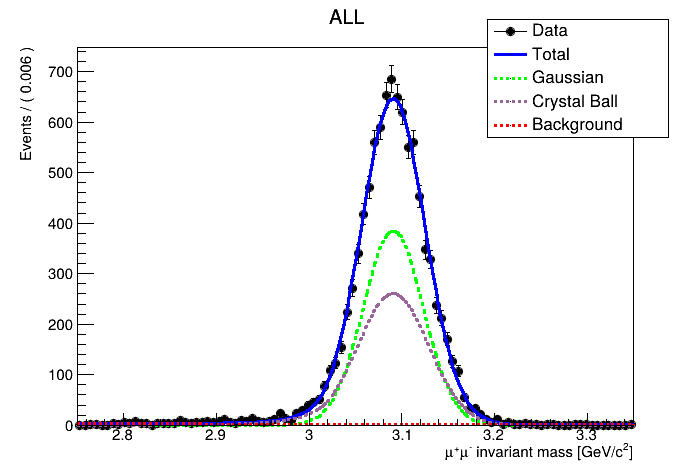 ALL
Data
Total
Gaussian
Crystal Ball
Background
Events / ( 0.006 )
700
600
500
400
300
200
100
0
2.8 2.9 3 3.1 3.2 3.3
μ⁺μ⁻ invariant mass [GeV/c²]